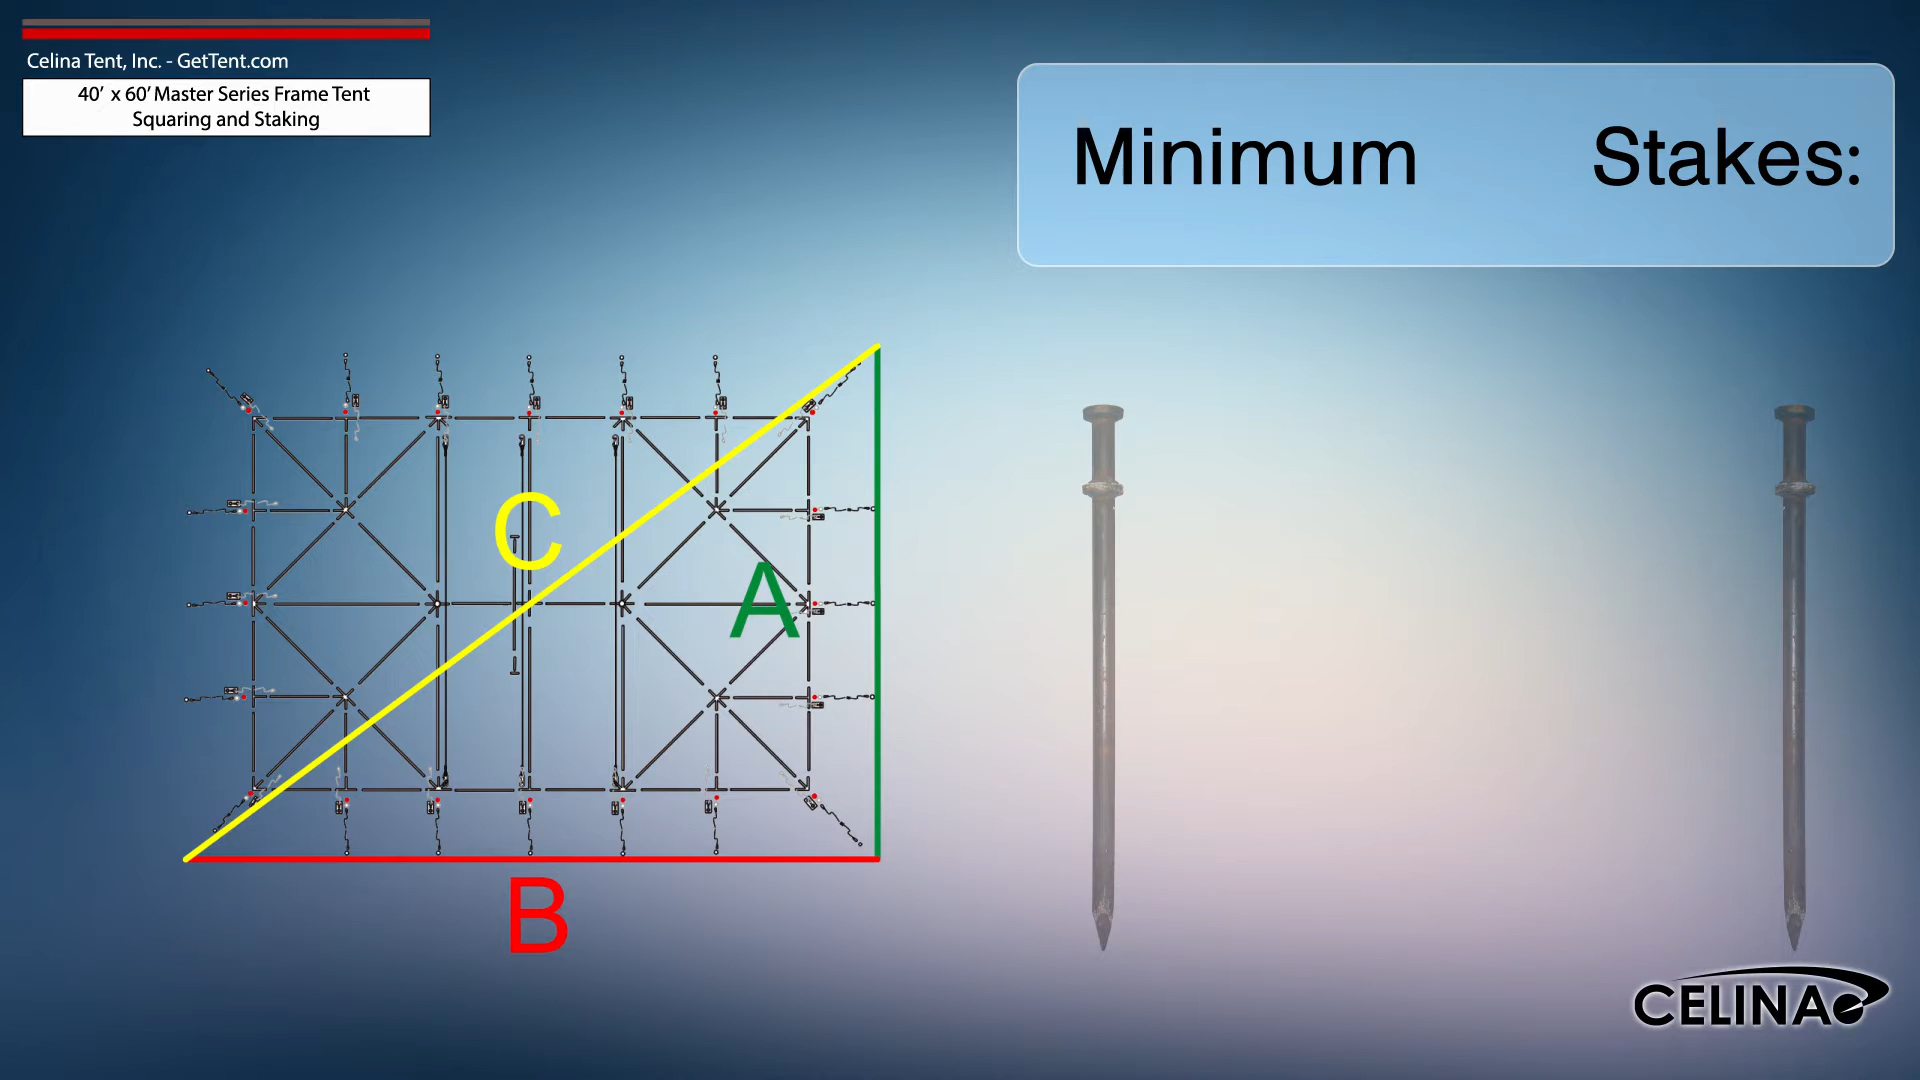 Celina Tent, Inc. - GetTent.com
40' x 60' Master Series Frame Tent
Squaring and Staking
Minimum Stakes:
C
A
B
CELINA